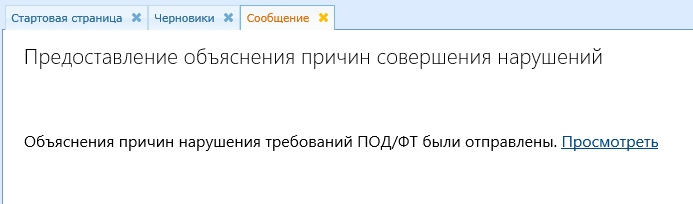 Стартовая страница Черновики Сообщение
Предоставление объяснения причин совершения нарушений
Объяснения причин нарушения требований ПОД/ФТ были отправлены. Просмотреть